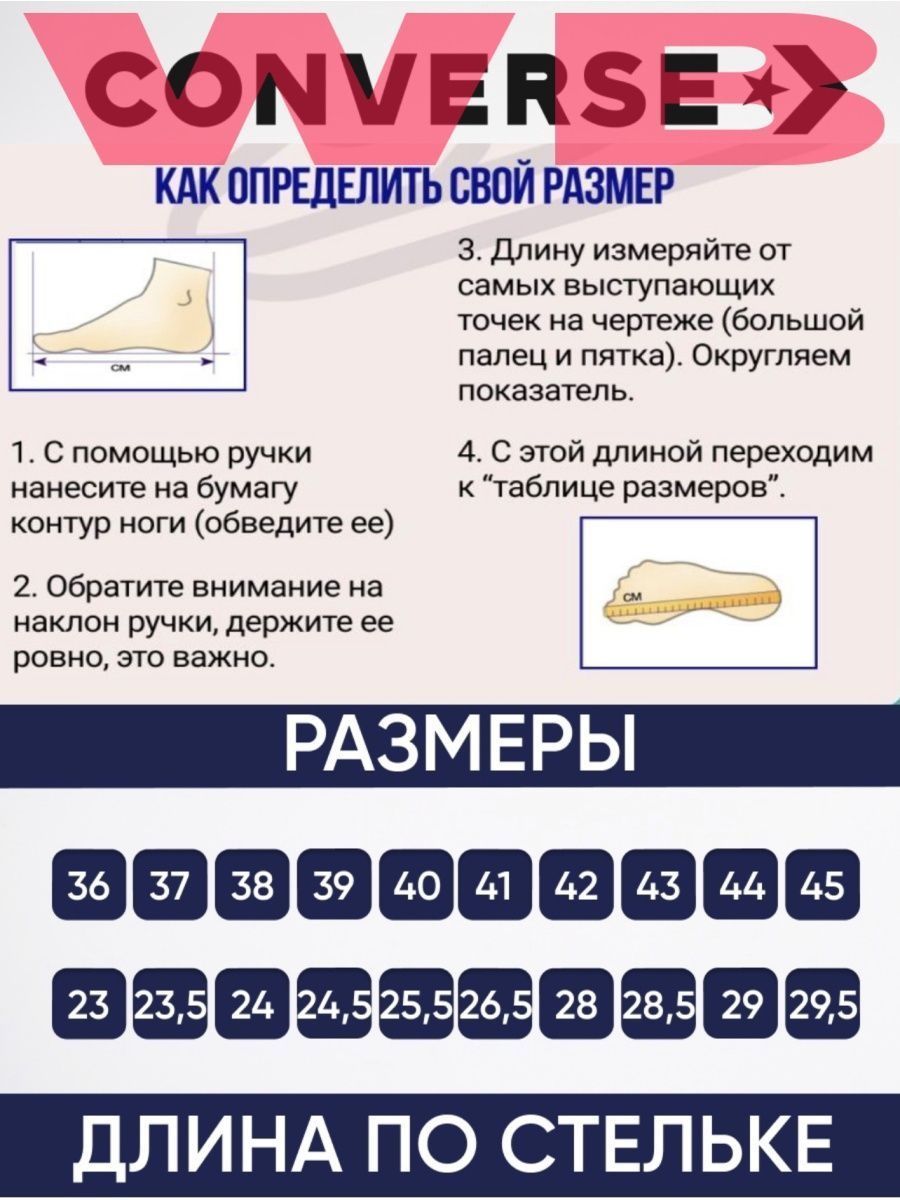 WB
CONVERSE
КАК ОПРЕДЕЛИТЬ СВОЙ РАЗМЕР
СМ
1. С помощью ручки
нанесите на бумагу
контур ноги (обведите ее)
2. Обратите внимание на
наклон ручки, держите ее
ровно, это важно.
3. Длину измеряйте от
самых выступающих
точек на чертеже (большой
палец и пятка). Округляем
показатель.
4. С этой длиной переходим
к “таблице размеров”.
СМ
РАЗМЕРЫ
36 37 38 39 40 41 42 43 44 45
23 23,5 24 24,5 25,5 26,5 28 28,5 29 29,5
ДЛИНА ПО СТЕЛЬКЕ